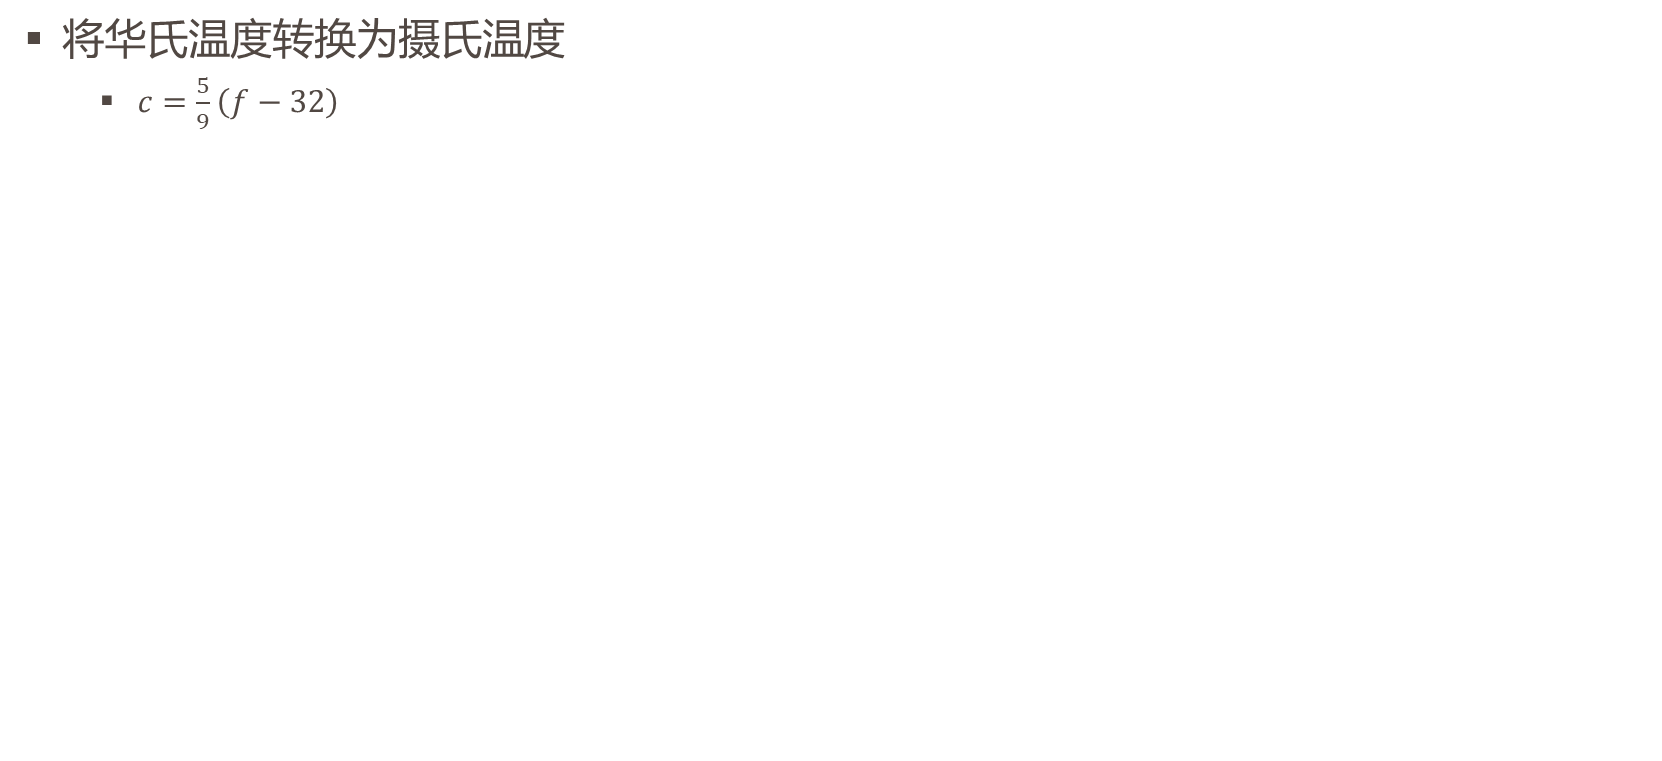 ▪ 将华氏温度转换为摄氏温度
▪ c = 5/9 (f − 32)